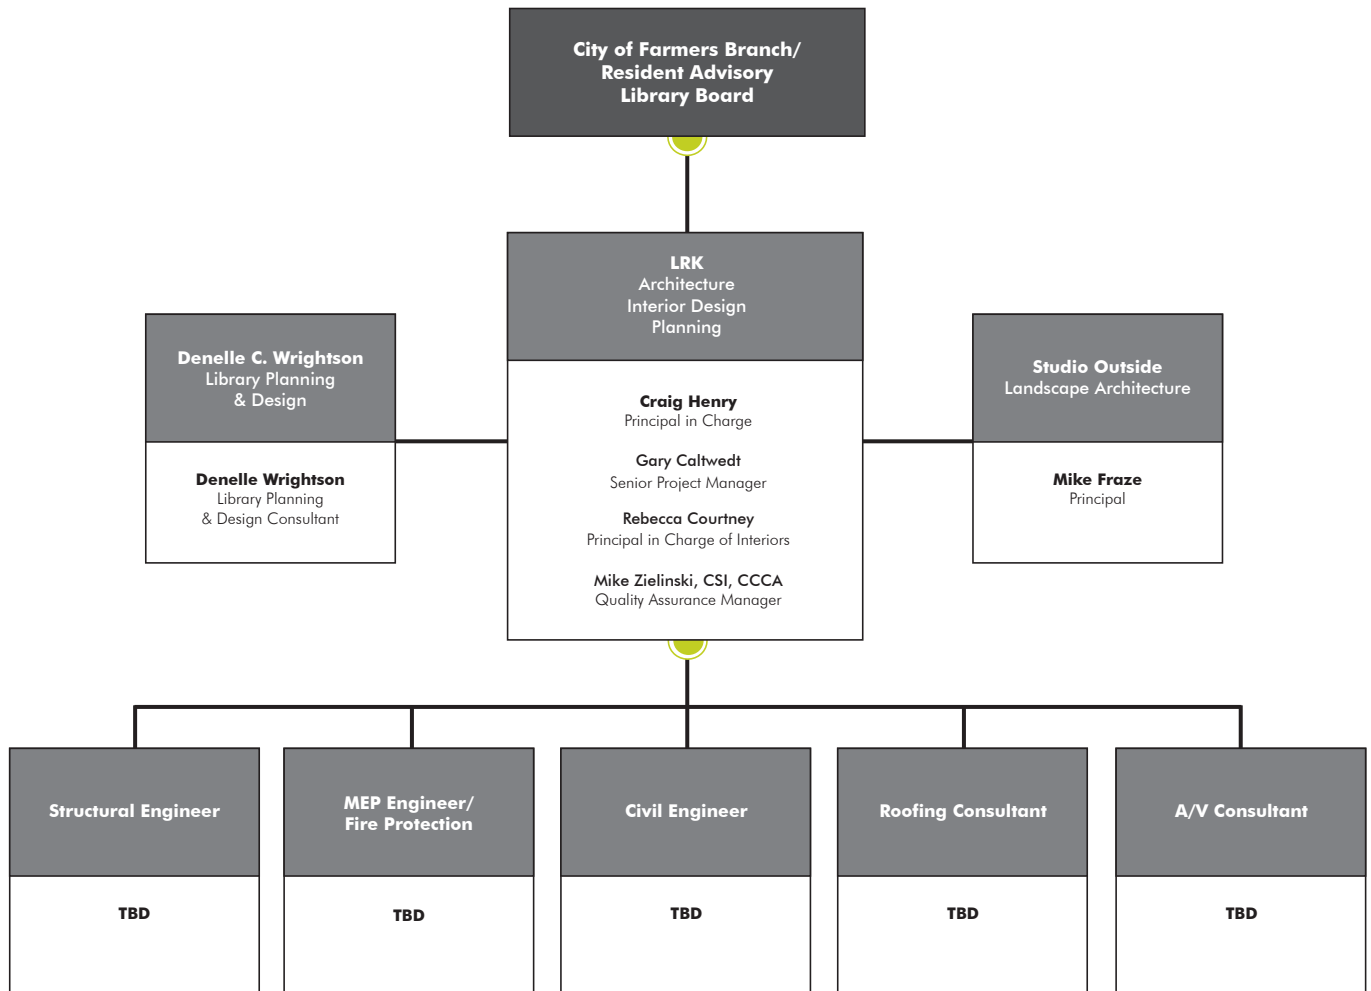 City of Farmers Branch/
Resident Advisory
Library Board
LRK
Architecture
Interior Design
Planning
Craig Henry
Principal in Charge
Gary Caltwedt
Senior Project Manager
Rebecca Courtney
Principal in Charge of Interiors
Mike Zielinski, CSI, CCCA
Quality Assurance Manager
Denelle C. Wrightson
Library Planning
& Design
Denelle Wrightson
Library Planning
& Design Consultant
Studio Outside
Landscape Architecture
Mike Fraze
Principal
Structural Engineer
TBD
MEP Engineer/
Fire Protection
TBD
Civil Engineer
TBD
Roofing Consultant
TBD
A/V Consultant
TBD